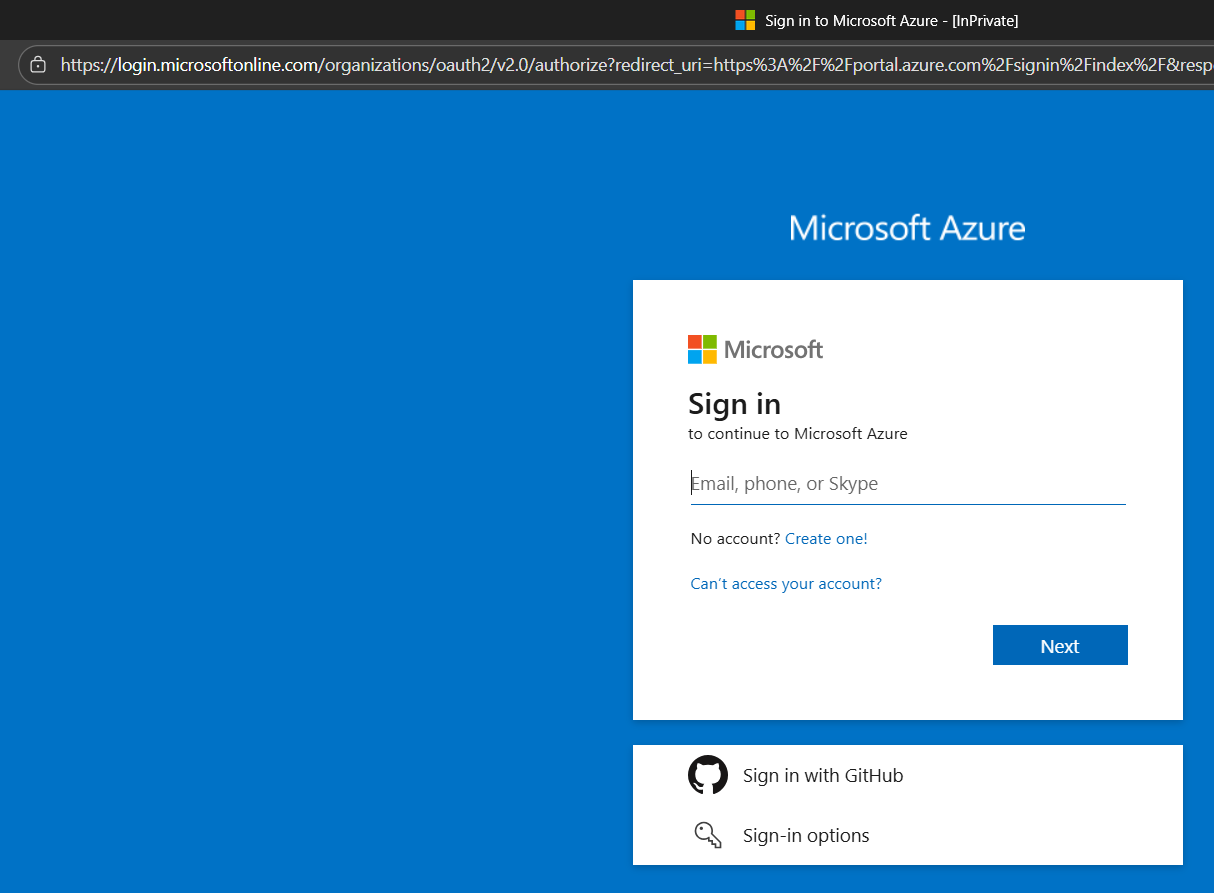 Sign in to Microsoft Azure - [InPrivate]
https://login.microsoftonline.com/organizations/oauth2/v2.0/authorize?redirect_uri=https%3A%2F%2Fportal.azure.com%2Fsignin%2Findex%2F&resp
Microsoft Azure
Microsoft
Sign in
to continue to Microsoft Azure
Email, phone, or Skype
No account? Create one!
Can’t access your account?
Next
Sign in with GitHub
Sign-in options